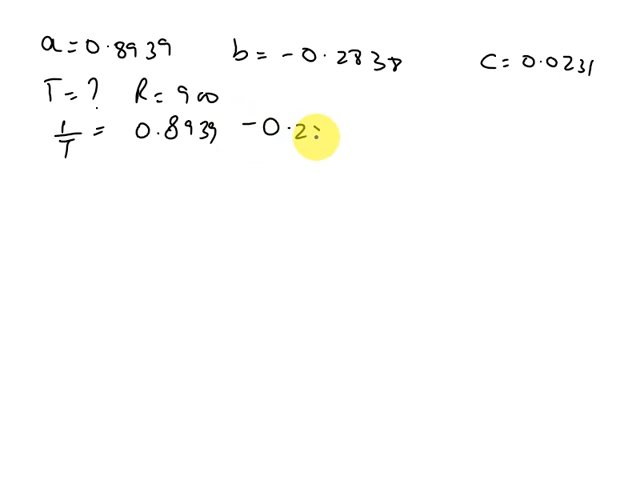 a = 0.8939 b = - 0.2838 c = 0.0231
T = ? R = 900
1/T = 0.8939 - 0.2